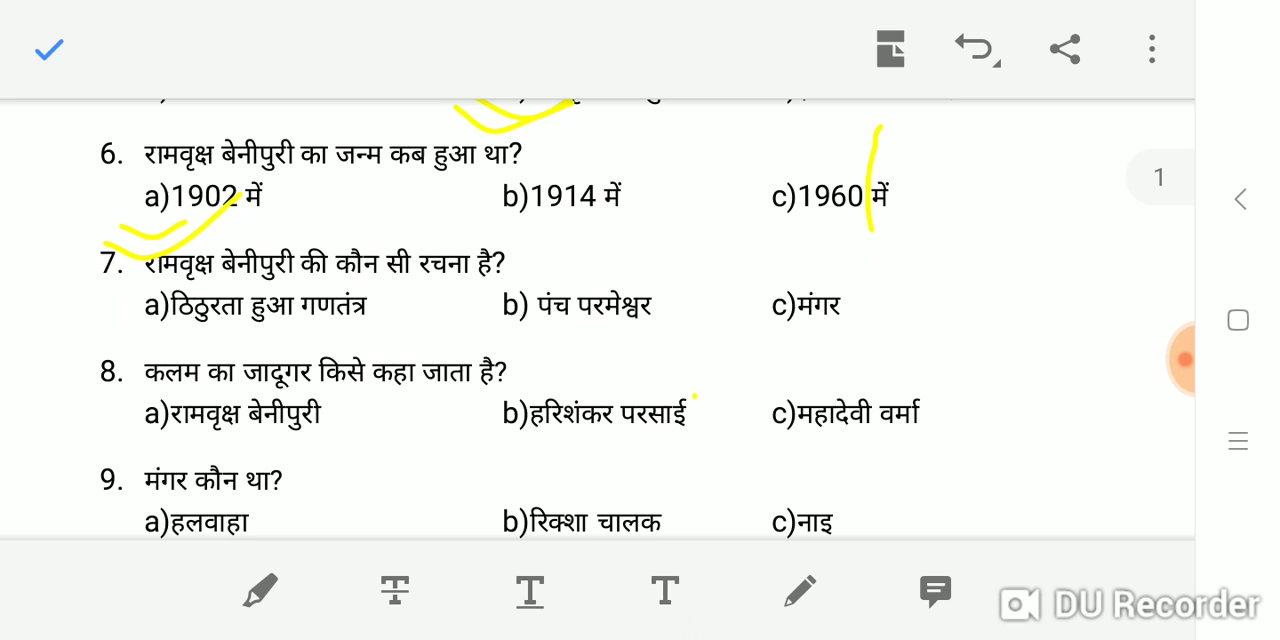 6. रामवृक्ष बेनीपुरी का जन्म कब हुआ था?
a)1902 में b)1914 में c)1960 में
1
7. रामवृक्ष बेनीपुरी की कौन सी रचना है?
a)ठिठुरता हुआ गणतंत्र b) पंच परमेश्वर c)मंगर
8. कलम का जादूगर किसे कहा जाता है?
a)रामवृक्ष बेनीपुरी b)हरिशंकर परसाई c)महादेवी वर्मा
9. मंगर कौन था?
a)हलवाहा b)रिक्शा चालक c)नाइ
T T T
DU Recorder